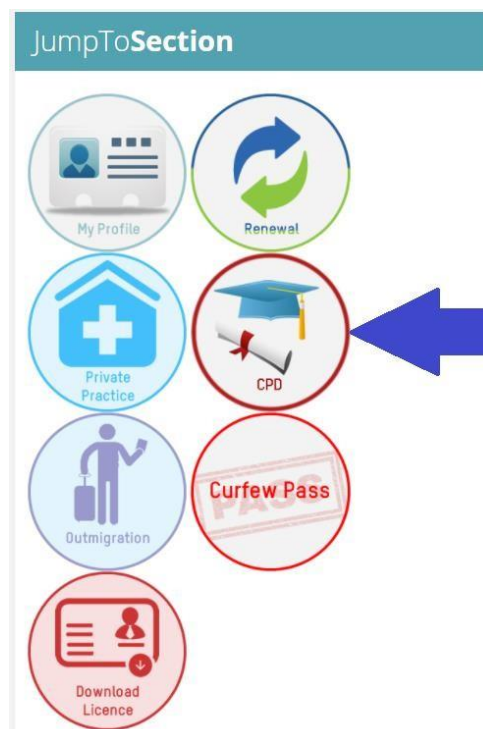 JumpToSection
My Profile
Renewal
Private
Practice
CPD
Outmigration
PASS
Curfew Pass
Download
Licence